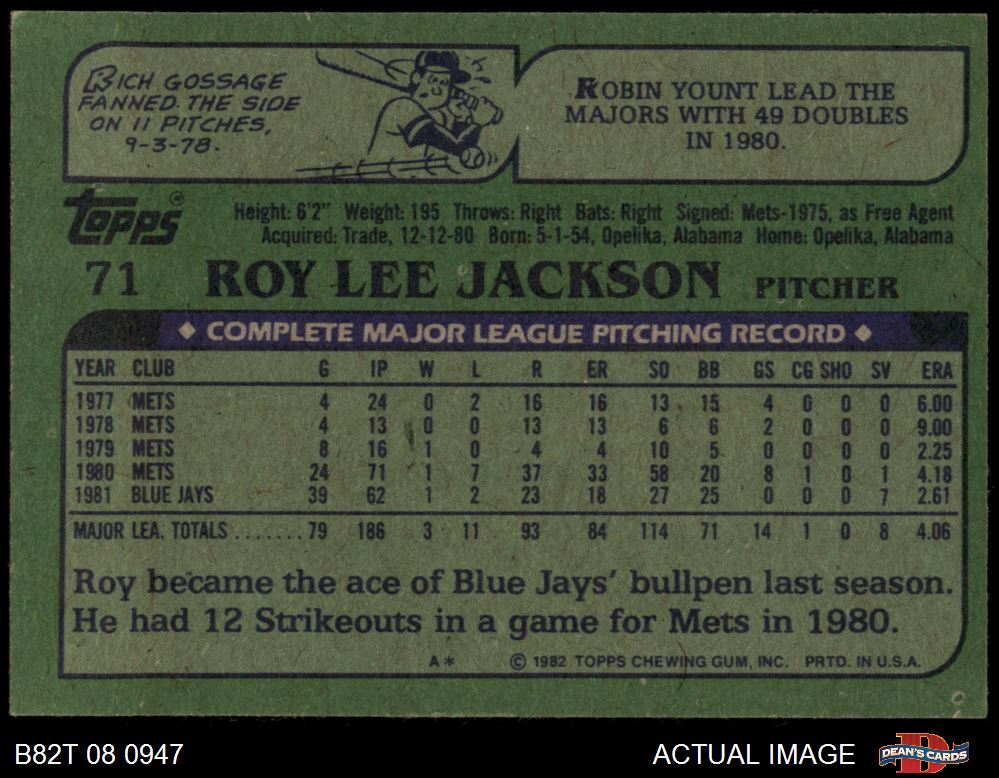 RICH GOSSAGE
FANNED THE SIDE
ON 11 PITCHES,
9-3-78.
ROBIN YOUNT LEAD THE
MAJORS WITH 49 DOUBLES
IN 1980.
TOPPS®
Height: 6'2" Weight: 195 Throws: Right Bats: Right Signed: Mets-1975, as Free Agent
Acquired: Trade, 12-12-80 Born: 5-1-54, Opelika, Alabama Home: Opelika, Alabama
71 ROY LEE JACKSON PITCHER
◆ COMPLETE MAJOR LEAGUE PITCHING RECORD ◆
YEAR CLUB G IP W L R ER SO BB GS CG SHO SV ERA
1977 METS 4 24 0 2 16 16 13 15 4 0 0 0 6.00
1978 METS 4 13 0 0 13 13 6 6 2 0 0 0 9.00
1979 METS 8 16 1 0 4 4 10 5 0 0 0 0 2.25
1980 METS 24 71 1 7 37 33 58 20 8 1 0 1 4.18
1981 BLUE JAYS 39 62 1 2 23 18 27 25 0 0 0 7 2.61
MAJOR LEA. TOTALS ....... 79 186 3 11 93 84 114 71 14 1 0 8 4.06
Roy became the ace of Blue Jays' bullpen last season.
He had 12 Strikeouts in a game for Mets in 1980.
A* © 1982 TOPPS CHEWING GUM, INC. PRTD. IN U.S.A.
B82T 08 0947 ACTUAL IMAGE DEAN'S CARDS